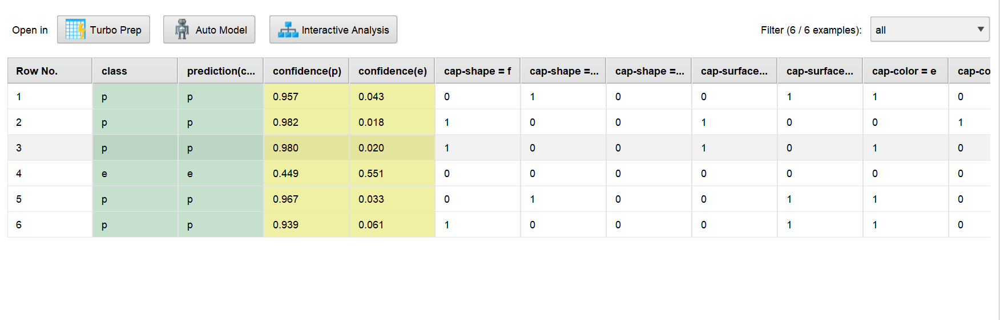 Open in Turbo Prep Auto Model Interactive Analysis Filter (6 / 6 examples): all
Row No. class prediction(c... confidence(p) confidence(e) cap-shape = f cap-shape =... cap-shape =... cap-surface... cap-surface... cap-color = e cap-co
1 p p 0.957 0.043 0 1 0 0 1 1 0
2 p p 0.982 0.018 1 0 0 1 0 0 1
3 p p 0.980 0.020 1 0 0 1 0 1 0
4 e e 0.449 0.551 0 0 0 0 0 0 0
5 p p 0.967 0.033 0 1 0 0 1 1 0
6 p p 0.939 0.061 1 0 0 0 1 1 0